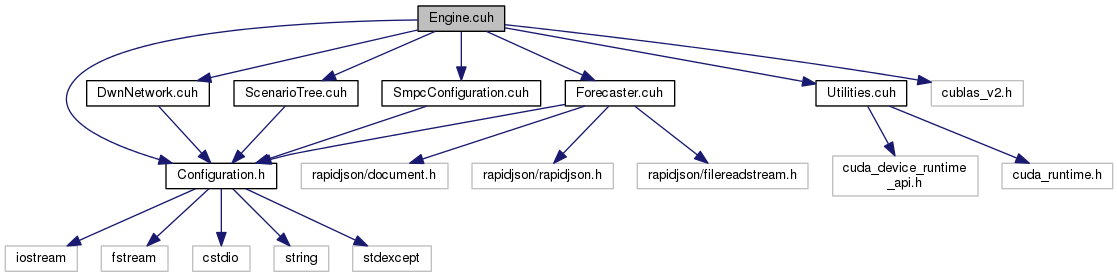 Engine.cuh
DwnNetwork.cuh
ScenarioTree.cuh
SmpcConfiguration.cuh
Forecaster.cuh
Utilities.cuh
cublas_v2.h
Configuration.h
rapidjson/document.h
rapidjson/rapidjson.h
rapidjson/filereadstream.h
cuda_device_runtime
_api.h
cuda_runtime.h
iostream
fstream
cstdio
string
stdexcept